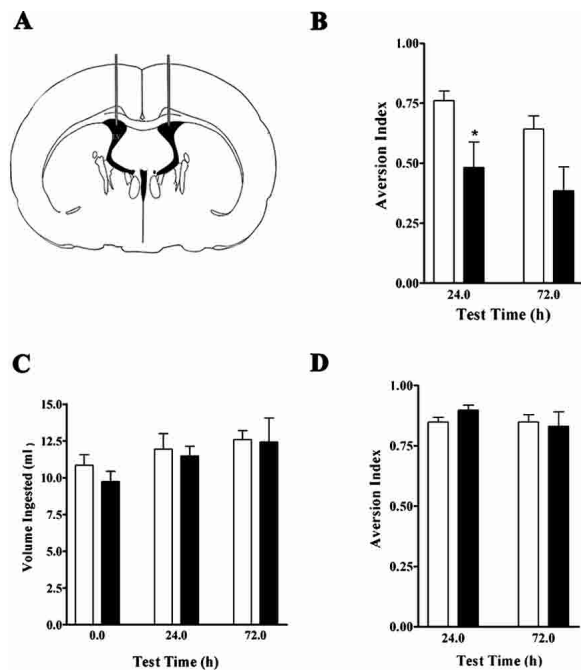 A
B
1.00
0.75
0.50
0.25
0.00
Aversion Index
*
24.0 72.0
Test Time (h)
C
15.0
12.5
10.0
7.5
5.0
2.5
0.0
Volume Ingested (ml)
0.0 24.0 72.0
Test Time (h)
D
1.00
0.75
0.50
0.25
0.00
Aversion Index
24.0 72.0
Test Time (h)